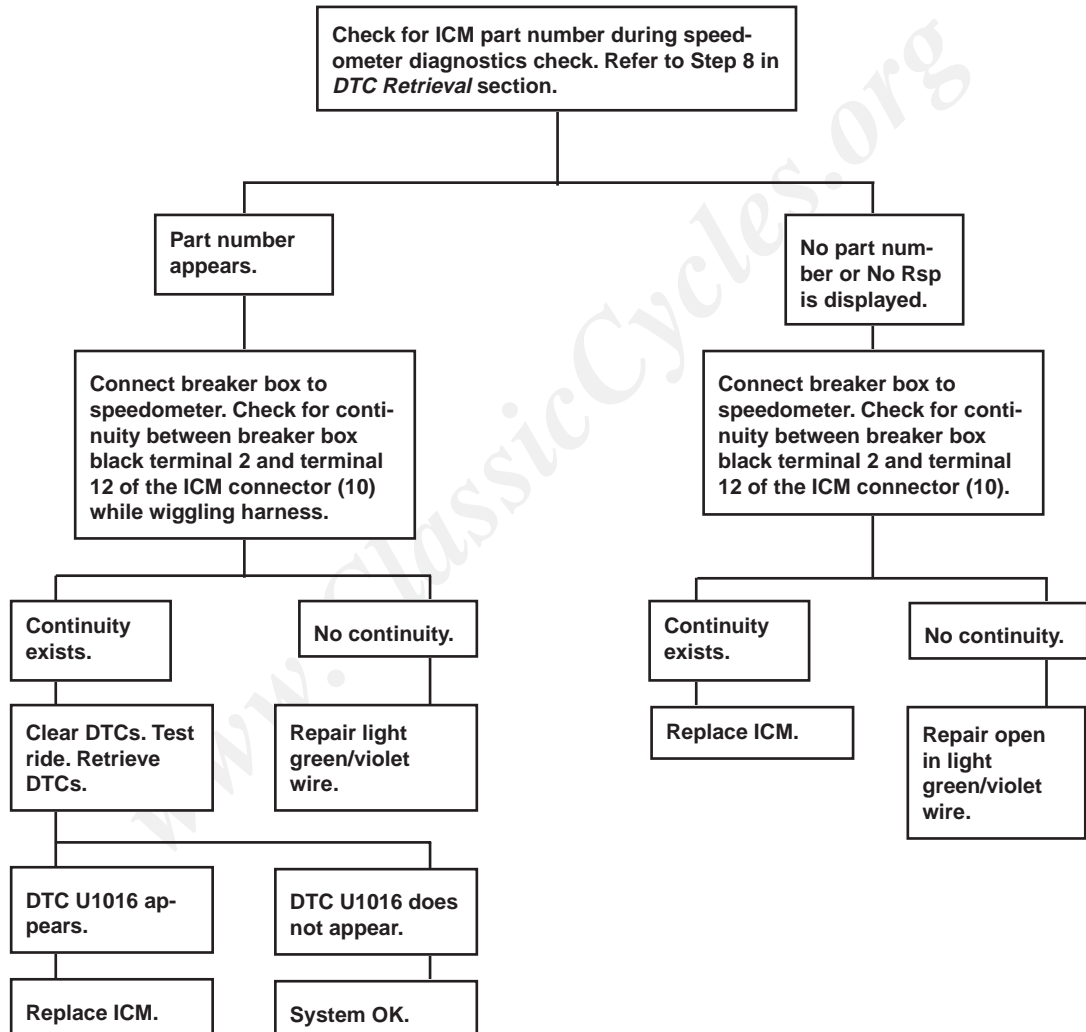 Check for ICM part number during speed-
ometer diagnostics check. Refer to Step 8 in
DTC Retrieval section.
Part number
appears.
No part num-
ber or No Rsp
is displayed.
Connect breaker box to
speedometer. Check for conti-
nuity between breaker box
black terminal 2 and terminal
12 of the ICM connector (10)
while wiggling harness.
Connect breaker box to
speedometer. Check for conti-
nuity between breaker box
black terminal 2 and terminal
12 of the ICM connector (10).
Continuity
exists.
No continuity.
Continuity
exists.
No continuity.
Clear DTCs. Test
ride. Retrieve
DTCs.
Repair light
green/violet
wire.
Replace ICM.
Repair open
in light
green/violet
wire.
DTC U1016 ap-
pears.
DTC U1016 does
not appear.
Replace ICM.
System OK.
www.ClassicCycles.org